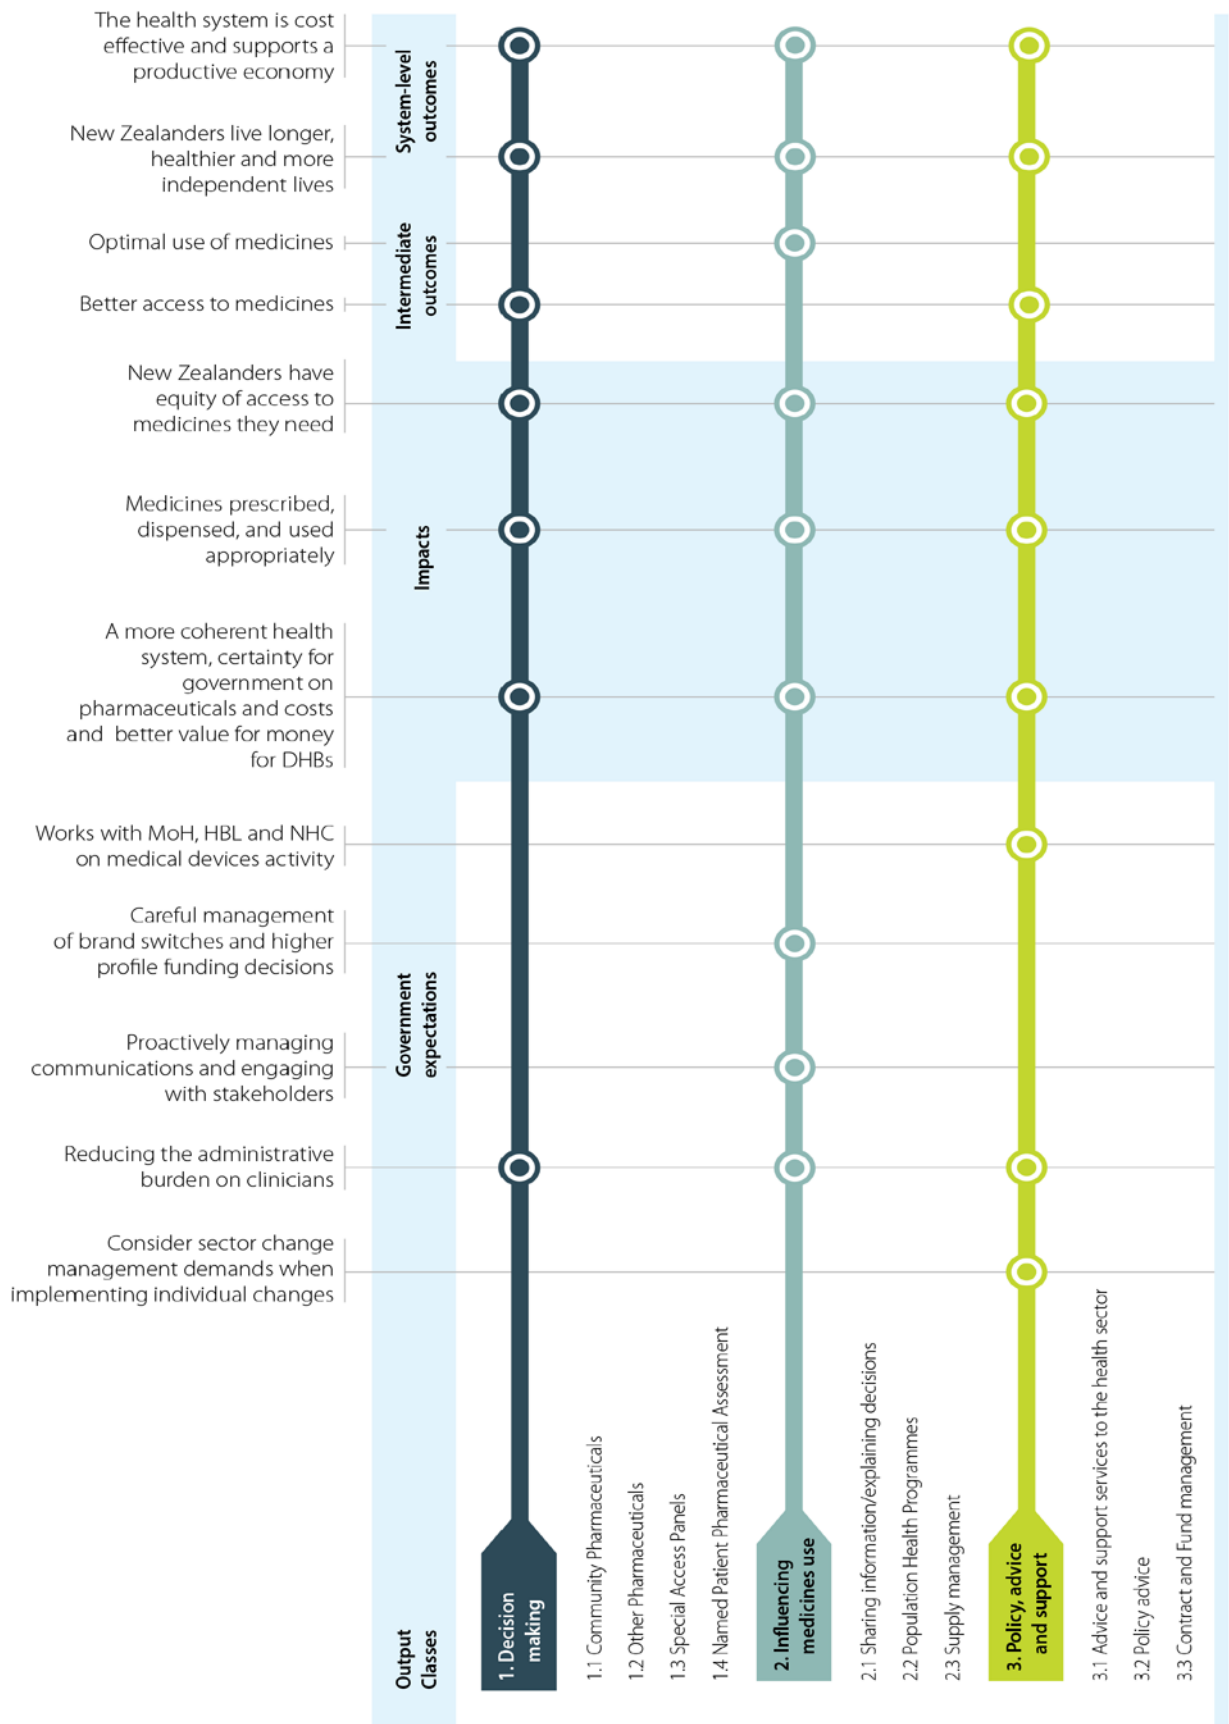 The health system is cost
effective and supports a
productive economy
New Zealanders live longer,
healthier and more
independent lives
System-level
outcomes
Optimal use of medicines
Better access to medicines
Intermediate
outcomes
New Zealanders have
equity of access to
medicines they need
Medicines prescribed,
dispensed, and used
appropriately
A more coherent health
system, certainty for
government on
pharmaceuticals and costs
and better value for money
for DHBs
Impacts
Works with MoH, HBL and NHC
on medical devices activity
Careful management
of brand switches and higher
profile funding decisions
Proactively managing
communications and engaging
with stakeholders
Reducing the administrative
burden on clinicians
Consider sector change
management demands when
implementing individual changes
Government
expectations
Output
Classes
1. Decision
making
1.1 Community Pharmaceuticals
1.2 Other Pharmaceuticals
1.3 Special Access Panels
1.4 Named Patient Pharmaceutical Assessment
2. Influencing
medicines use
2.1 Sharing information/explaining decisions
2.2 Population Health Programmes
2.3 Supply management
3. Policy, advice
and support
3.1 Advice and support services to the health sector
3.2 Policy advice
3.3 Contract and Fund management